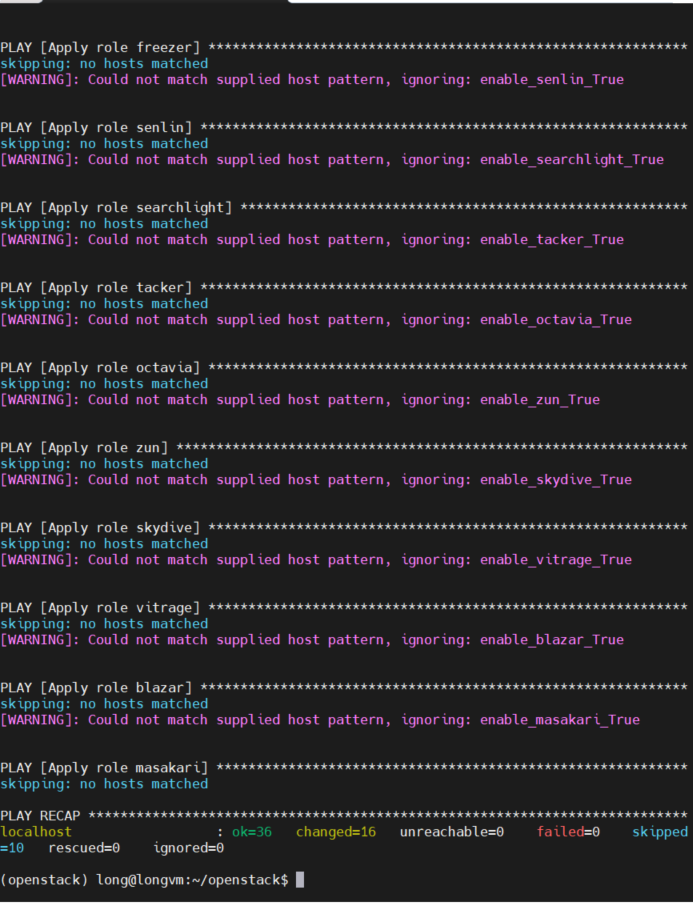 PLAY [Apply role freezer] ************************************************************
skipping: no hosts matched
[WARNING]: Could not match supplied host pattern, ignoring: enable_senlin_True
PLAY [Apply role senlin] *************************************************************
skipping: no hosts matched
[WARNING]: Could not match supplied host pattern, ignoring: enable_searchlight_True
PLAY [Apply role searchlight] ********************************************************
skipping: no hosts matched
[WARNING]: Could not match supplied host pattern, ignoring: enable_tacker_True
PLAY [Apply role tacker] *************************************************************
skipping: no hosts matched
[WARNING]: Could not match supplied host pattern, ignoring: enable_octavia_True
PLAY [Apply role octavia] ************************************************************
skipping: no hosts matched
[WARNING]: Could not match supplied host pattern, ignoring: enable_zun_True
PLAY [Apply role zun] ****************************************************************
skipping: no hosts matched
[WARNING]: Could not match supplied host pattern, ignoring: enable_skydive_True
PLAY [Apply role skydive] ************************************************************
skipping: no hosts matched
[WARNING]: Could not match supplied host pattern, ignoring: enable_vitrage_True
PLAY [Apply role vitrage] ************************************************************
skipping: no hosts matched
[WARNING]: Could not match supplied host pattern, ignoring: enable_blazar_True
PLAY [Apply role blazar] *************************************************************
skipping: no hosts matched
[WARNING]: Could not match supplied host pattern, ignoring: enable_masakari_True
PLAY [Apply role masakari] ***********************************************************
skipping: no hosts matched
PLAY RECAP ***************************************************************************
localhost                  : ok=36   changed=16   unreachable=0    failed=0    skipped
=10   rescued=0    ignored=0
(openstack) long@longvm:~/openstack$